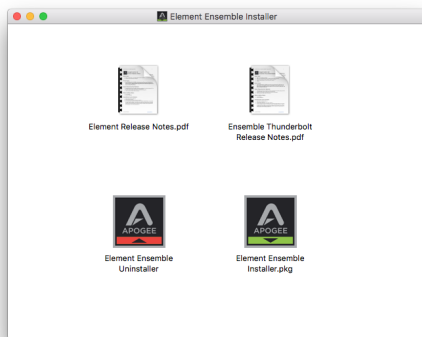 Element Ensemble Installer
Element Release Notes.pdf
Ensemble Thunderbolt
Release Notes.pdf
APOGEE
APOGEE
Element Ensemble
Uninstaller
Element Ensemble
Installer.pkg